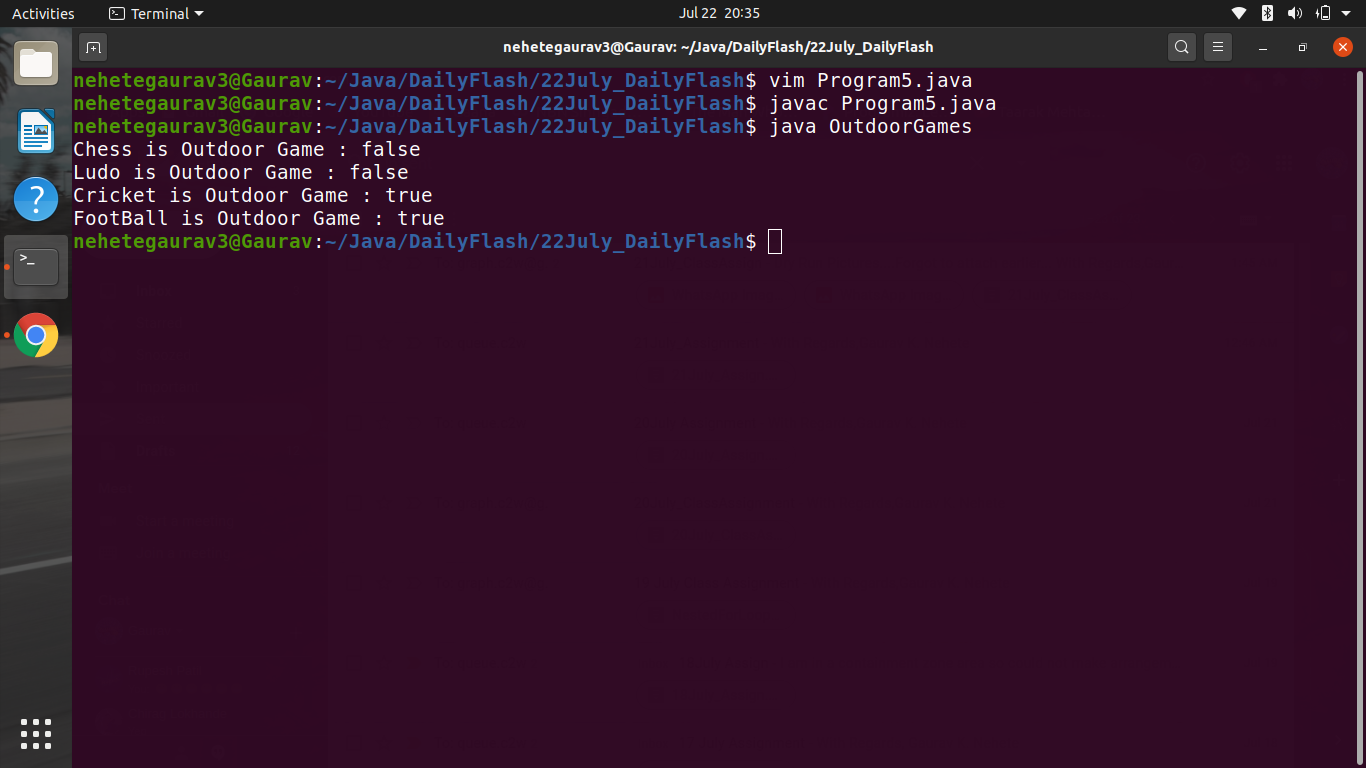 Activities
Terminal
Jul 22 20:35
nehetegaurav3@Gaurav: ~/Java/DailyFlash/22July_DailyFlash
nehetegaurav3@Gaurav:~/Java/DailyFlash/22July_DailyFlash$ vim Program5.java
nehetegaurav3@Gaurav:~/Java/DailyFlash/22July_DailyFlash$ javac Program5.java
nehetegaurav3@Gaurav:~/Java/DailyFlash/22July_DailyFlash$ java OutdoorGames
Chess is Outdoor Game : false
Ludo is Outdoor Game : false
Cricket is Outdoor Game : true
FootBall is Outdoor Game : true
nehetegaurav3@Gaurav:~/Java/DailyFlash/22July_DailyFlash$